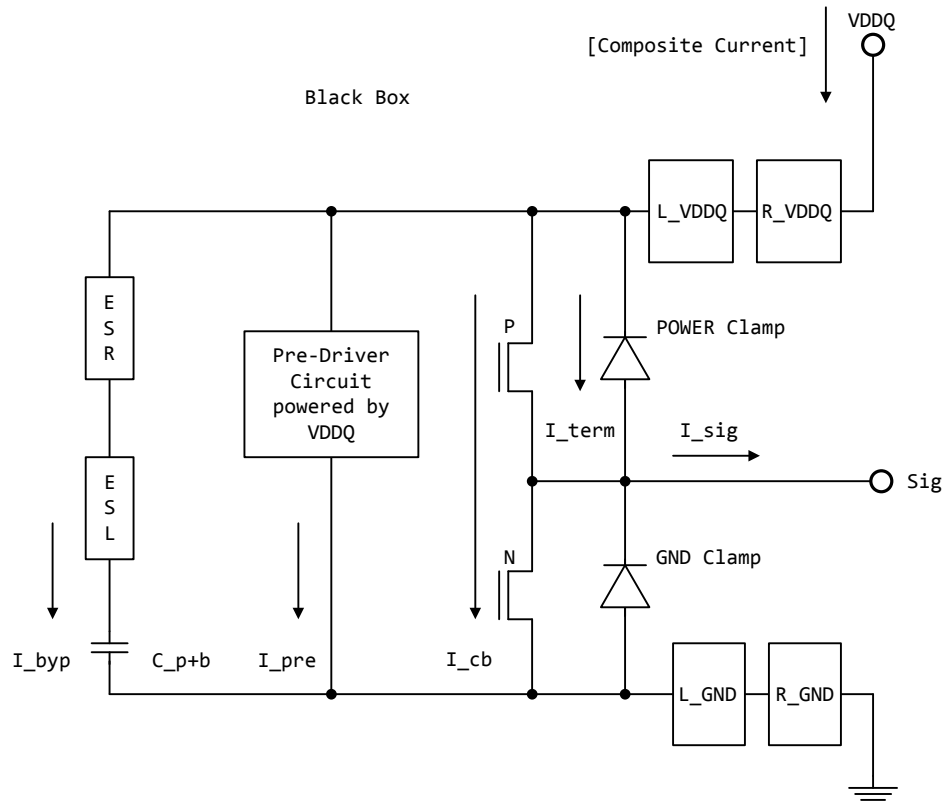 VDDQ
[Composite Current]
Black Box
L_VDDQ
R_VDDQ
E
S
R
P
POWER Clamp
Pre-Driver
Circuit
powered by
VDDQ
I_term
I_sig
E
S
L
Sig
N
GND Clamp
I_byp
C_p+b
I_pre
I_cb
L_GND
R_GND